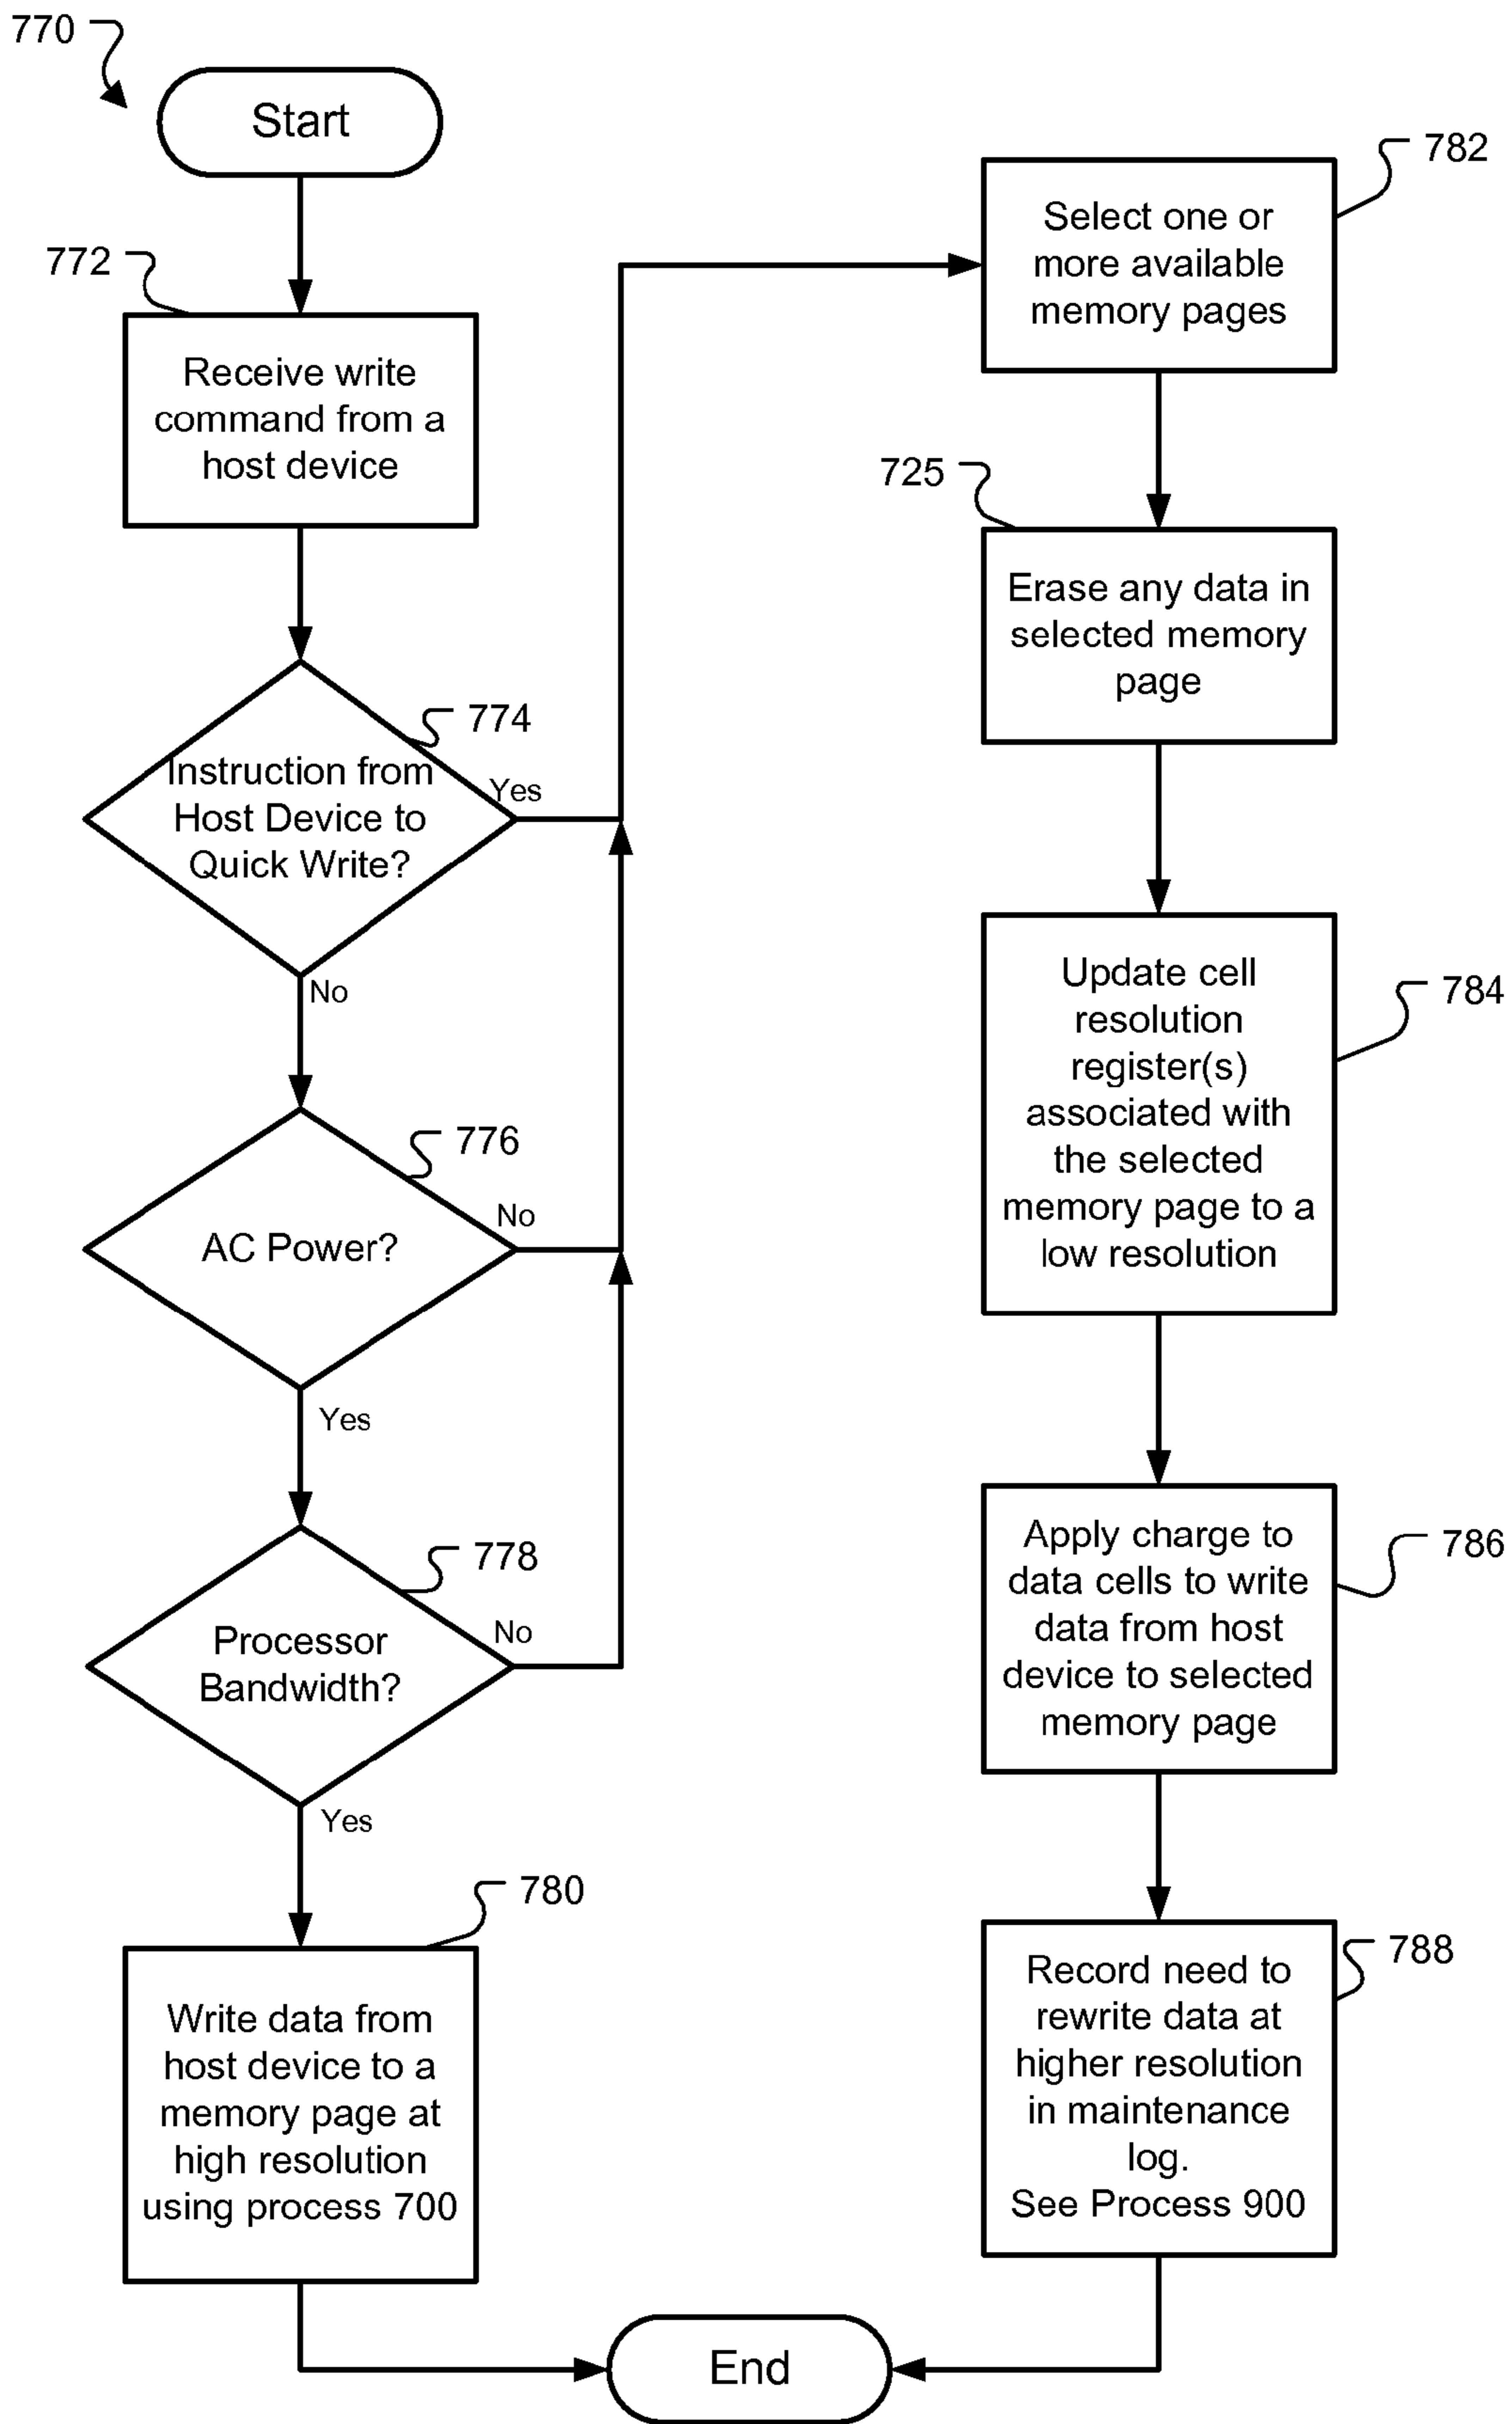 770
Start
772
Receive write
command from a
host device
774
Instruction from
Host Device to
Quick Write?
Yes
No
776
AC Power?
No
Yes
778
Processor
Bandwidth?
No
Yes
780
Write data from
host device to a
memory page at
high resolution
using process 700
782
Select one or
more available
memory pages
725
Erase any data in
selected memory
page
784
Update cell
resolution
register(s)
associated with
the selected
memory page to a
low resolution
786
Apply charge to
data cells to write
data from host
device to selected
memory page
788
Record need to
rewrite data at
higher resolution
in maintenance
log.
See Process 900
End